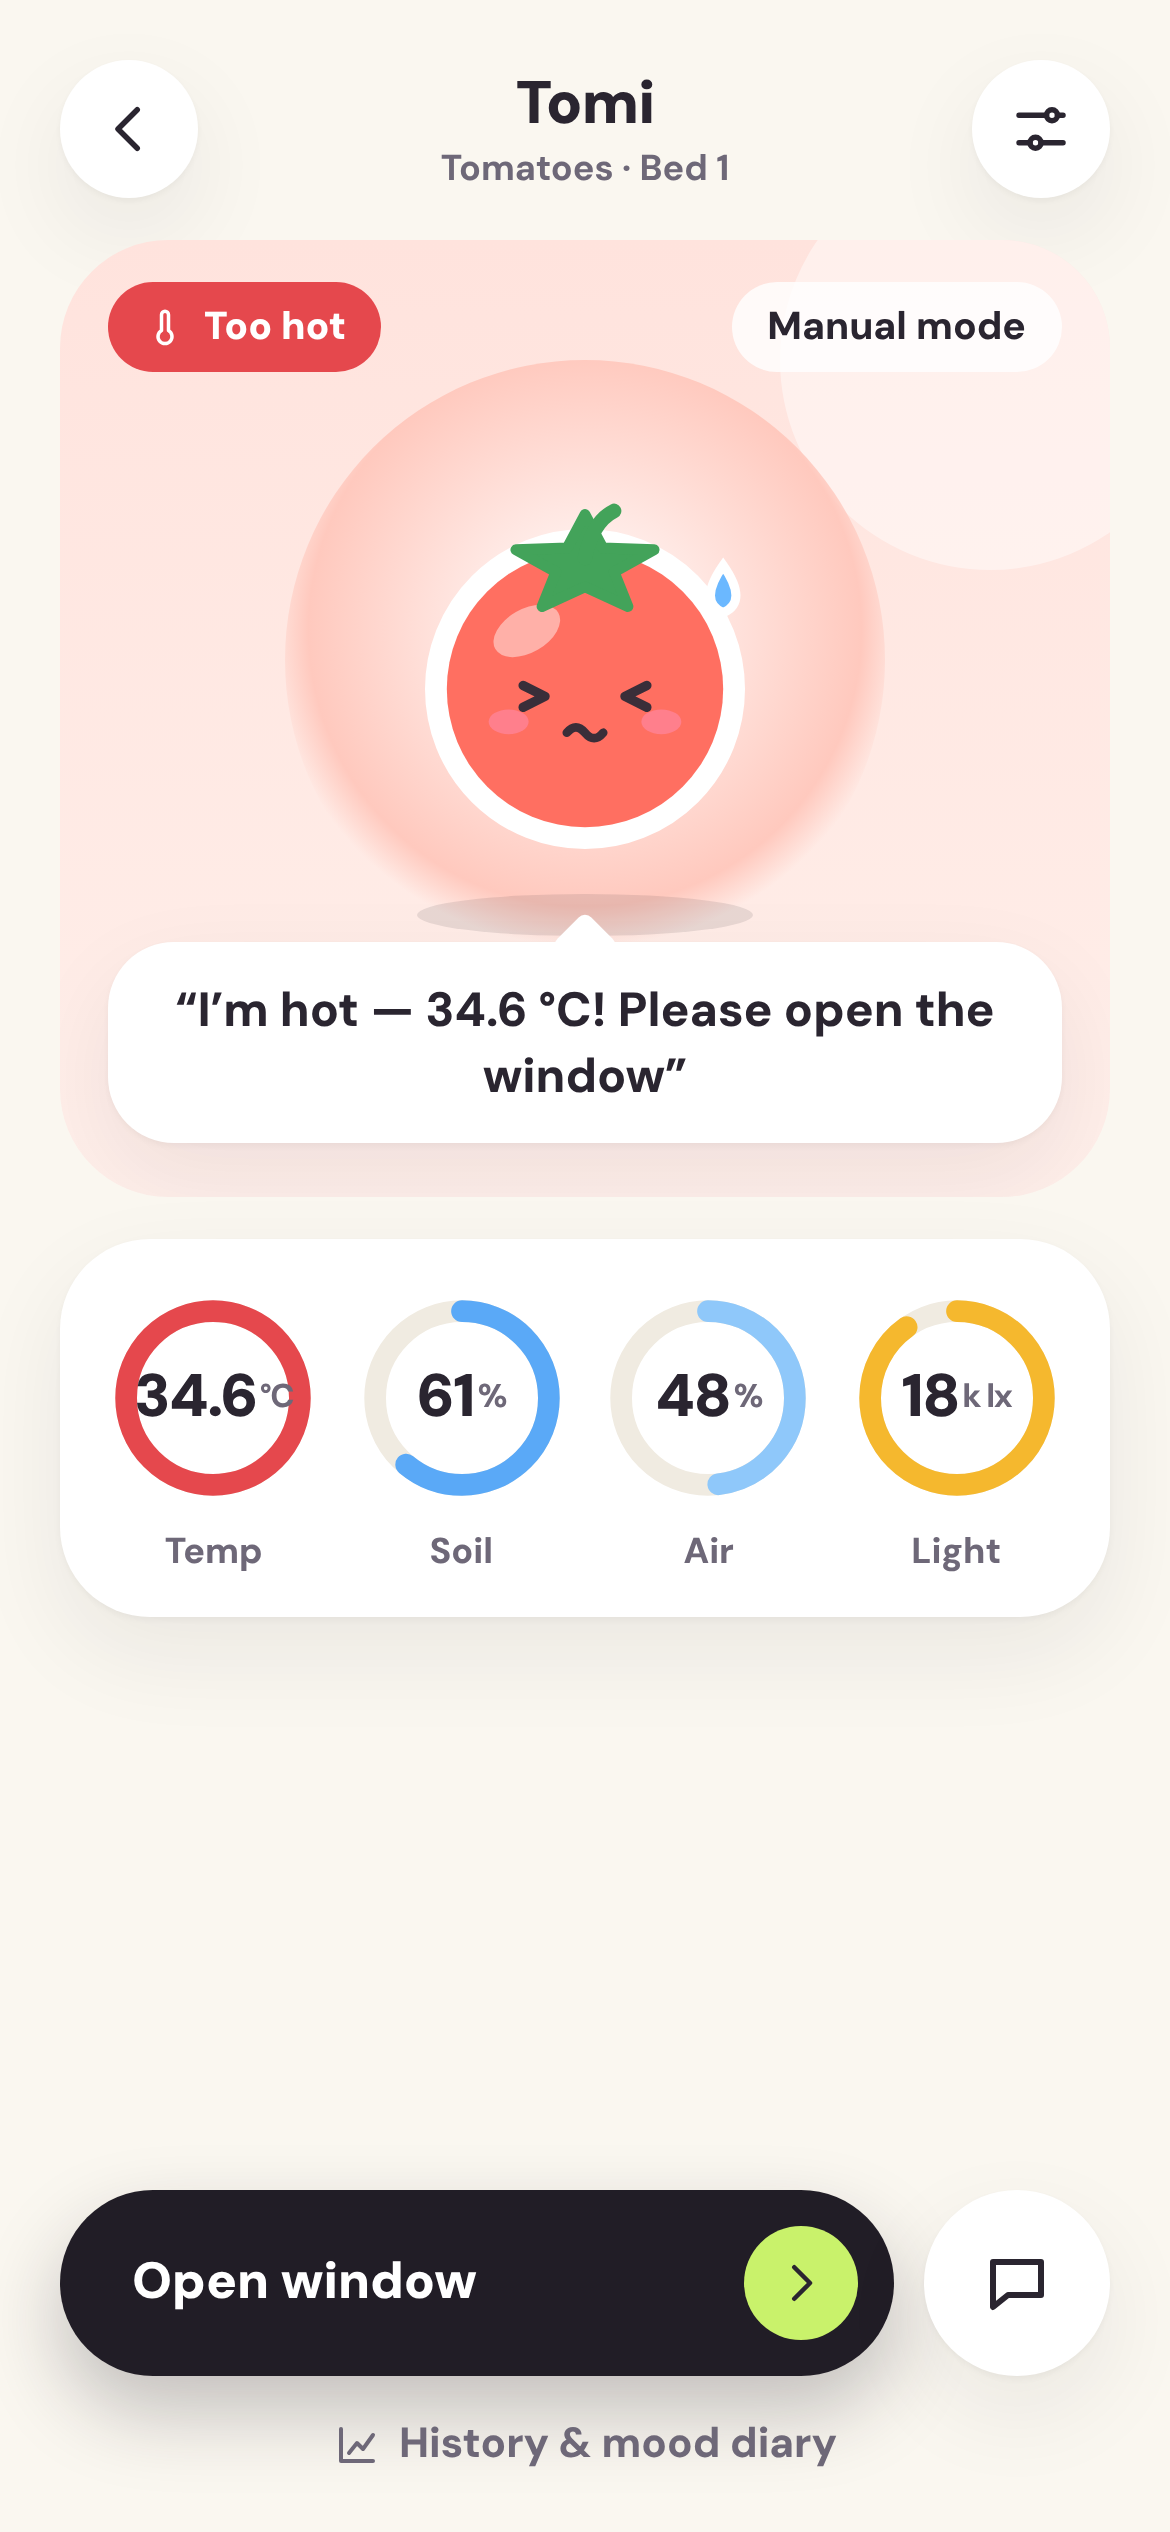 Tomi
Tomatoes · Bed 1
Too hot
Manual mode
“I’m hot — 34.6 °C! Please open the
window”
34.6 °C
61 %
48 %
18 k lx
Temp
Soil
Air
Light
Open window
History & mood diary